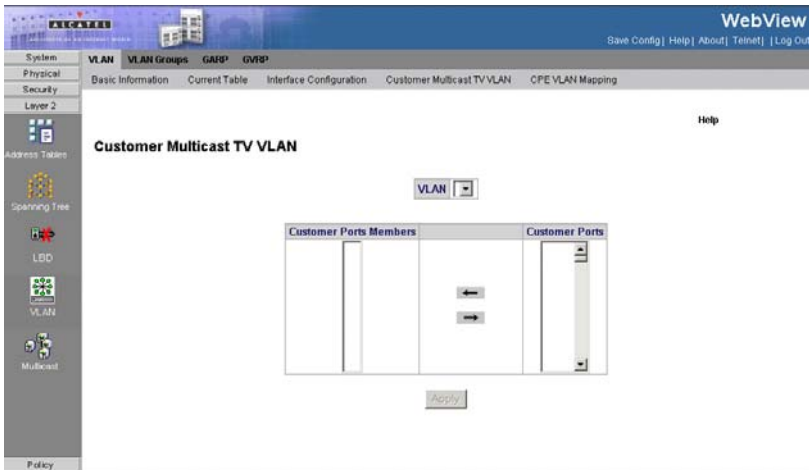 ALCATEL
WebView
Save Config| Help| About| Telnet| |Log Out
System
Physical
Security
Layer 2
Address Tables
Spanning Tree
LBD
VLAN
Multicast
Policy
VLAN VLAN Groups GARP GVRP
Basic Information Current Table Interface Configuration Customer Multicast TV VLAN CPE VLAN Mapping
Help
Customer Multicast TV VLAN
VLAN
Customer Ports Members Customer Ports
Apply